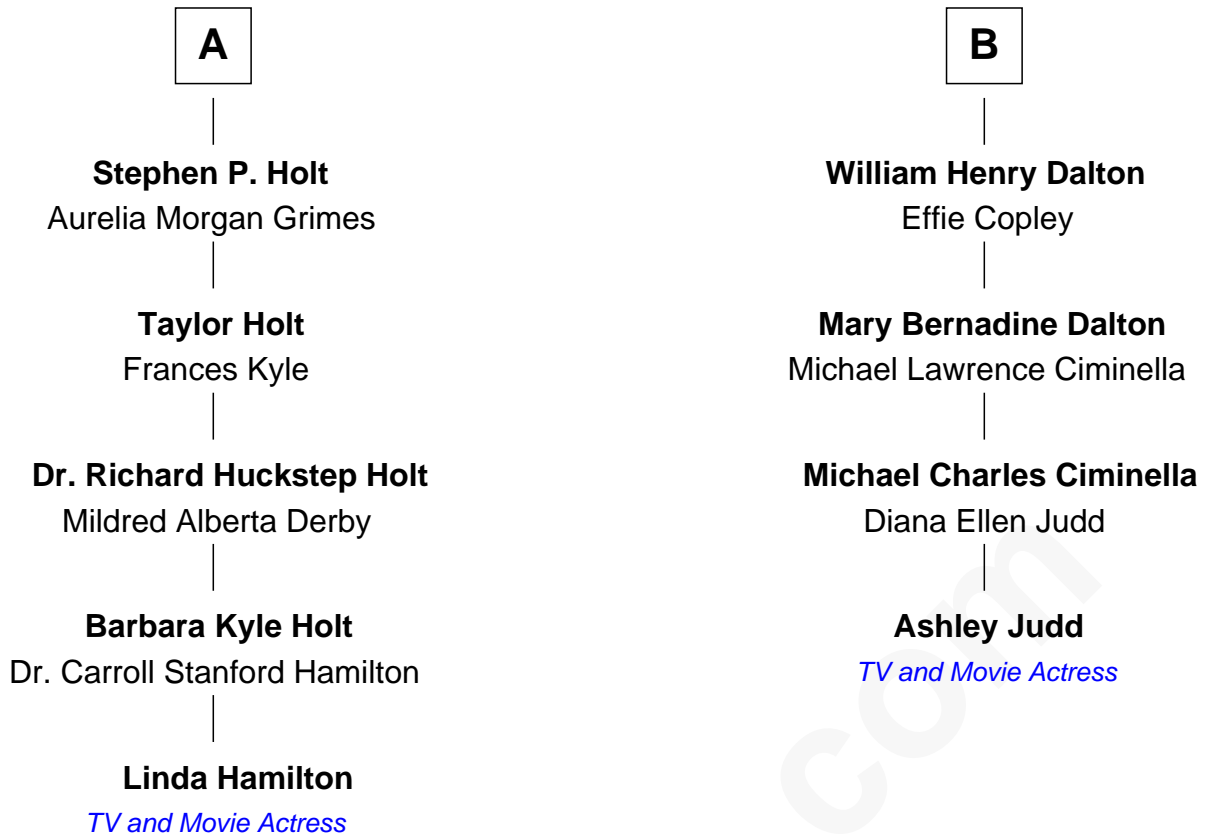 A
Stephen P. Holt
Aurelia Morgan Grimes
Taylor Holt
Frances Kyle
Dr. Richard Huckstep Holt
Mildred Alberta Derby
Barbara Kyle Holt
Dr. Carroll Stanford Hamilton
Linda Hamilton
TV and Movie Actress
B
William Henry Dalton
Effie Copley
Mary Bernadine Dalton
Michael Lawrence Ciminella
Michael Charles Ciminella
Diana Ellen Judd
Ashley Judd
TV and Movie Actress
com